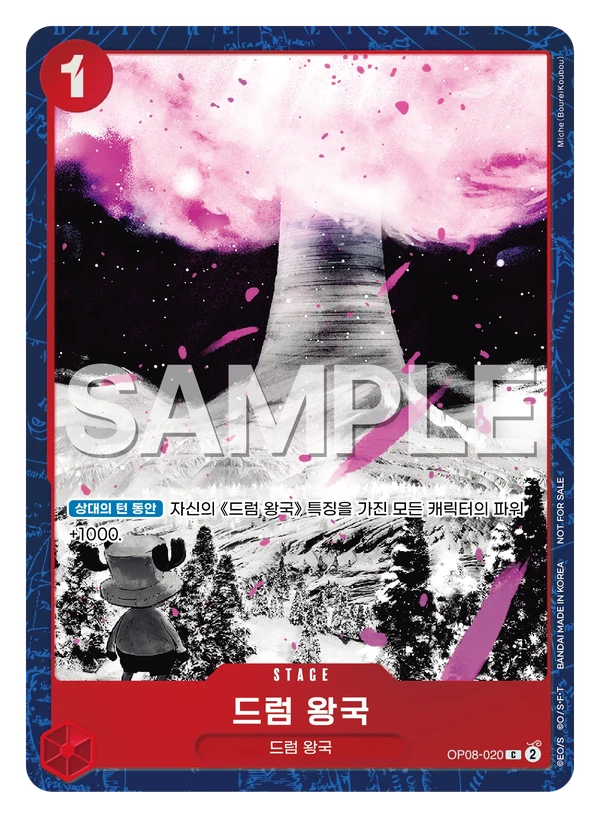 1
Miche (BoureiKoubou)
SAMPLE
상대의 턴 동안 자신의 《드럼 왕국》 특징을 가진 모든 캐릭터의 파워
+1000.
©EO/S ©O/S·F·T BANDAI MADE IN KOREA NOT FOR SALE
STAGE
드럼 왕국
드럼 왕국
OP08-020 C 2